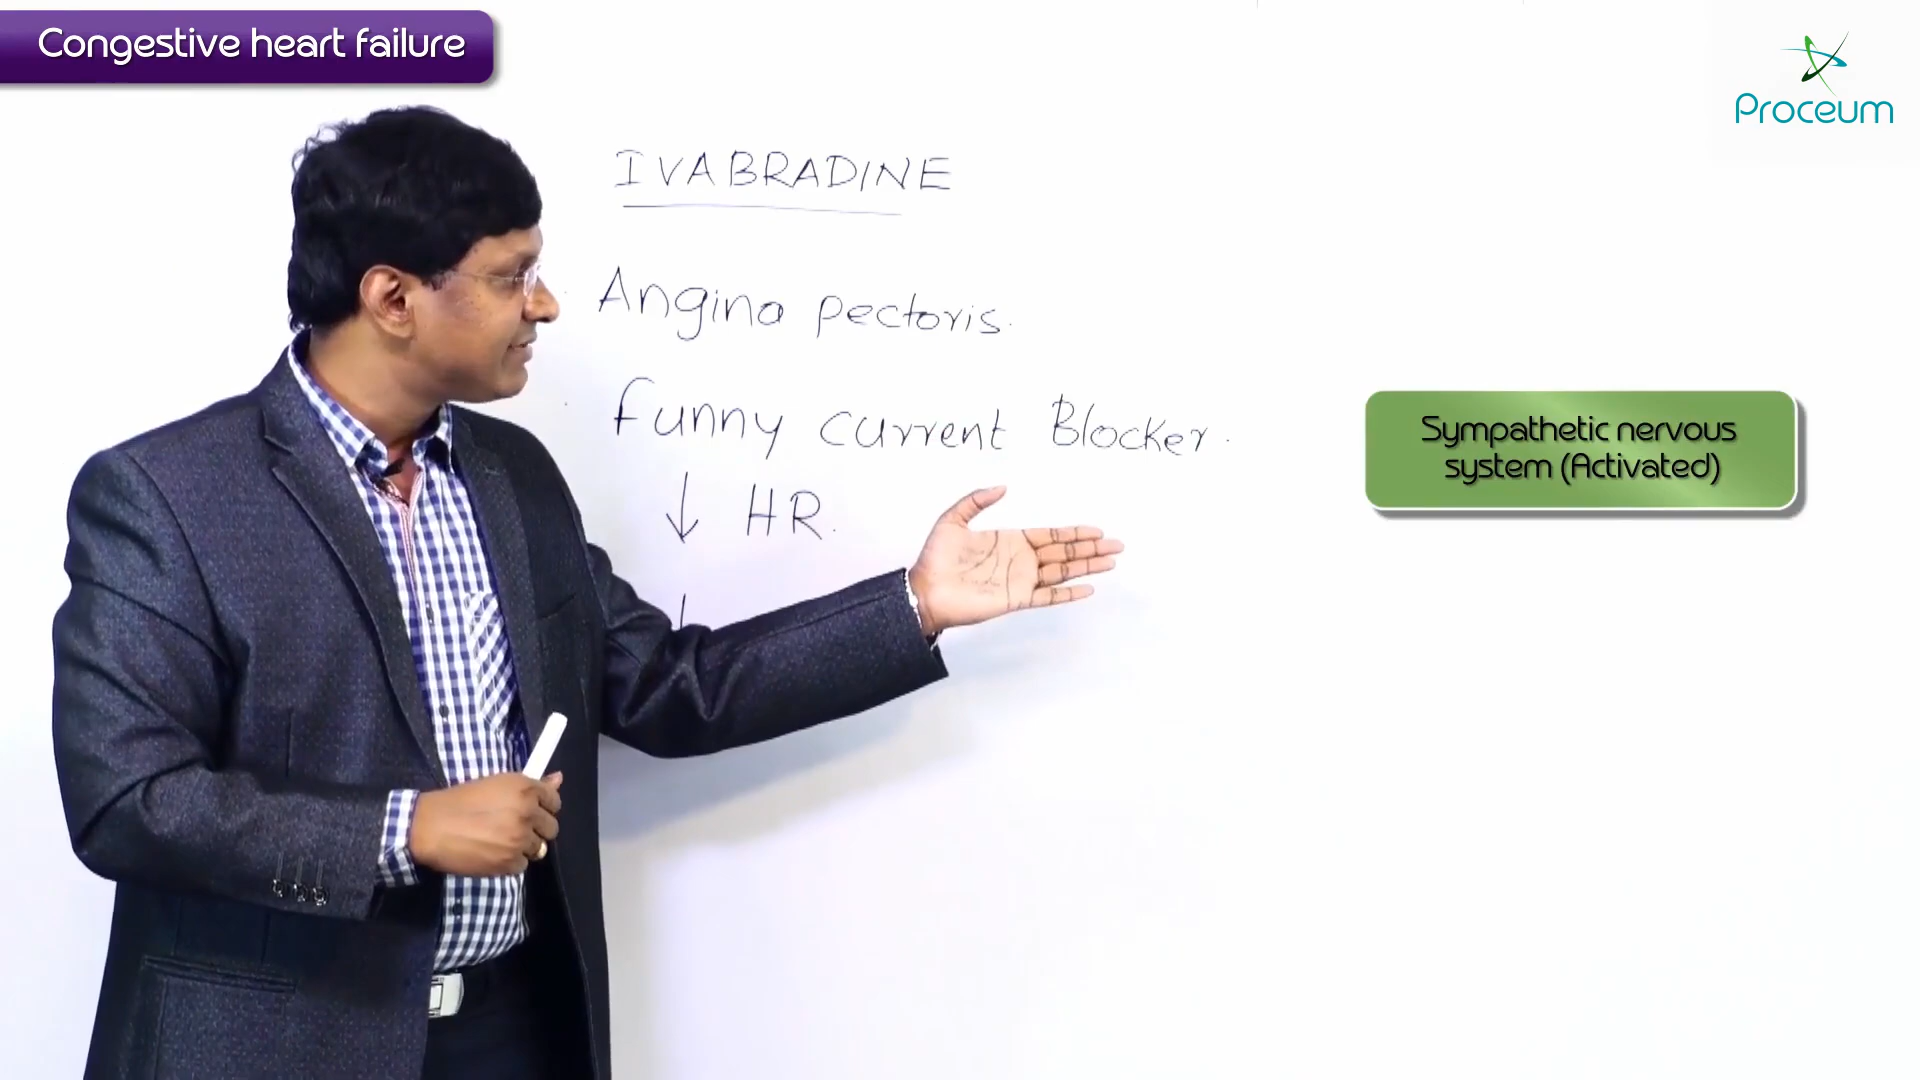 Congestive heart failure
Proceum
IVABRADINE
Angina pectoris.
Funny current Blocker.
↓ HR.
↓
Sympathetic nervous
system (Activated)